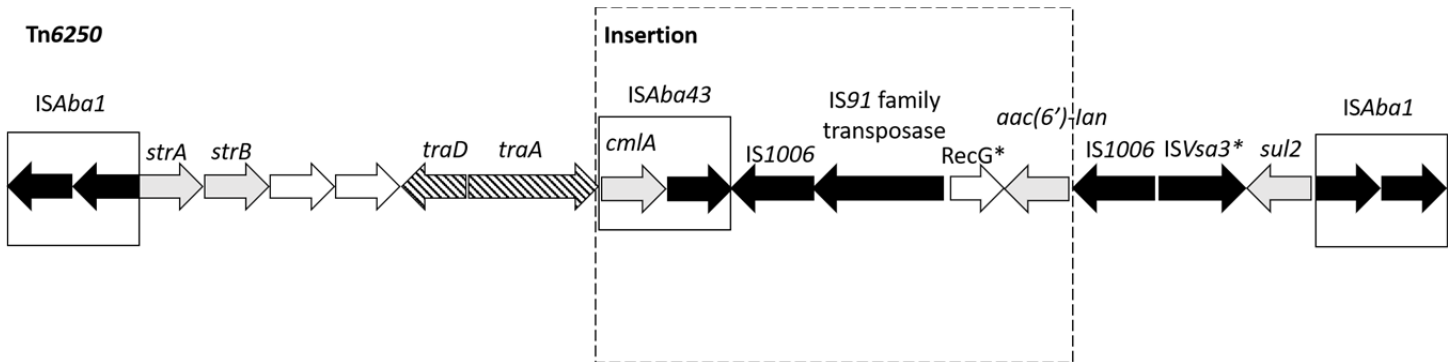 Tn6250
Insertion
ISAba1
ISAba43
IS91 family
transposase
aac(6’)-Ian
ISAba1
strA
strB
traD
traA
cmlA
IS1006
RecG*
IS1006
ISVsa3*
sul2